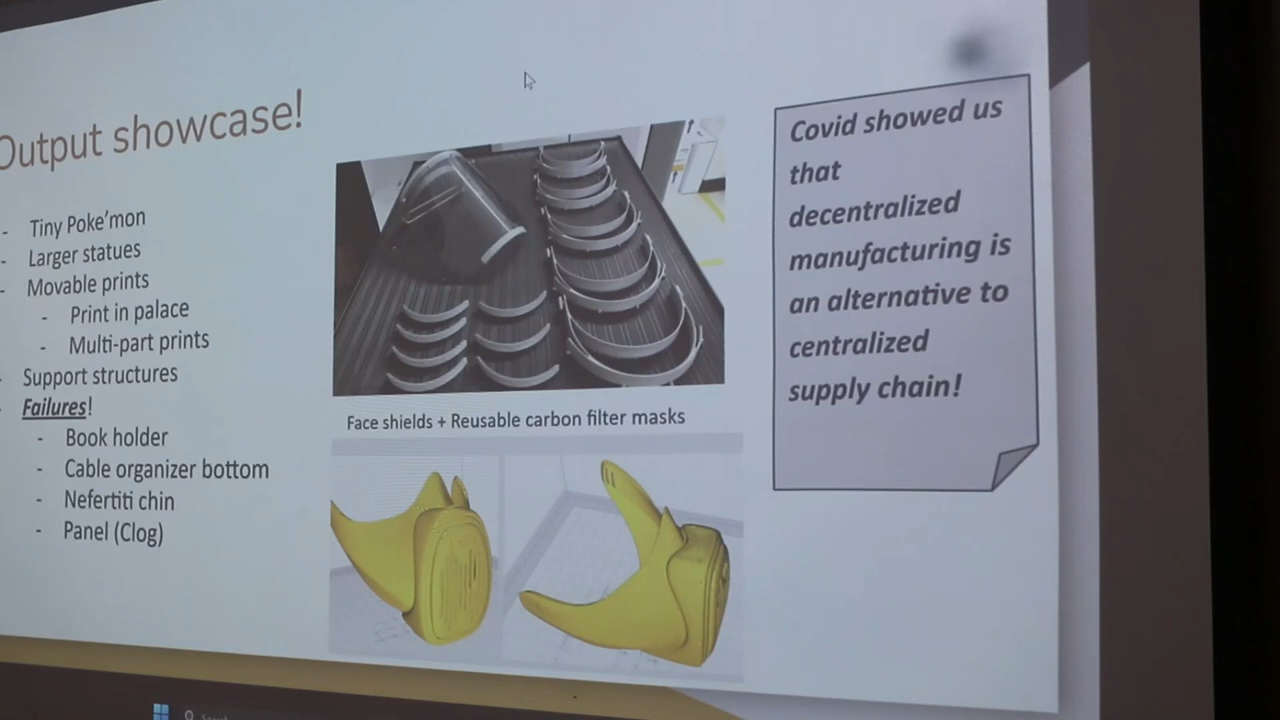 Output showcase!
- Tiny Poke'mon
- Larger statues
- Movable prints
- Print in palace
- Multi-part prints
- Support structures
- Failures!
- Book holder
- Cable organizer bottom
- Nefertiti chin
- Panel (Clog)
Face shields + Reusable carbon filter masks
Covid showed us
that
decentralized
manufacturing is
an alternative to
centralized
supply chain!
Search